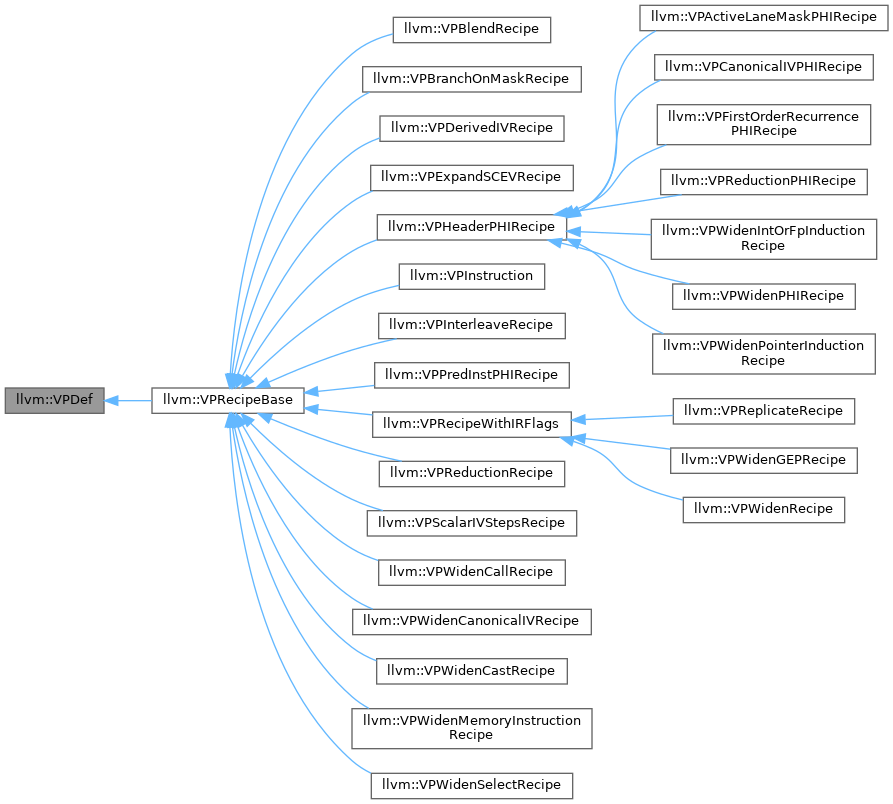 llvm::VPDef
llvm::VPRecipeBase
llvm::VPBlendRecipe
llvm::VPBranchOnMaskRecipe
llvm::VPDerivedIVRecipe
llvm::VPExpandSCEVRecipe
llvm::VPHeaderPHIRecipe
llvm::VPInstruction
llvm::VPInterleaveRecipe
llvm::VPPredInstPHIRecipe
llvm::VPRecipeWithIRFlags
llvm::VPReductionRecipe
llvm::VPScalarIVStepsRecipe
llvm::VPWidenCallRecipe
llvm::VPWidenCanonicalIVRecipe
llvm::VPWidenCastRecipe
llvm::VPWidenMemoryInstruction
Recipe
llvm::VPWidenSelectRecipe
llvm::VPActiveLaneMaskPHIRecipe
llvm::VPCanonicalIVPHIRecipe
llvm::VPFirstOrderRecurrence
PHIRecipe
llvm::VPReductionPHIRecipe
llvm::VPWidenIntOrFpInduction
Recipe
llvm::VPWidenPHIRecipe
llvm::VPWidenPointerInduction
Recipe
llvm::VPReplicateRecipe
llvm::VPWidenGEPRecipe
llvm::VPWidenRecipe